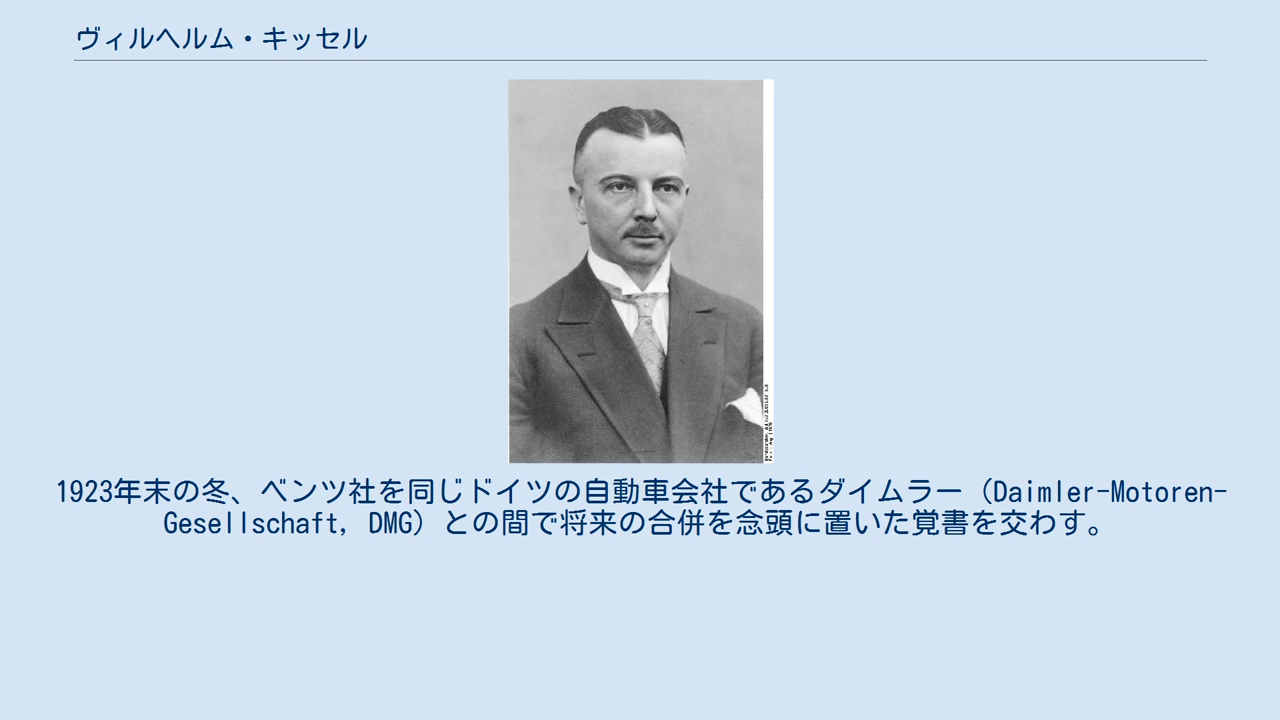 ヴィルヘルム・キッセル
1923年末の冬、ベンツ社を同じドイツの自動車会社であるダイムラー（Daimler-Motoren-
Gesellschaft, DMG）との間で将来の合併を念頭に置いた覚書を交わす。